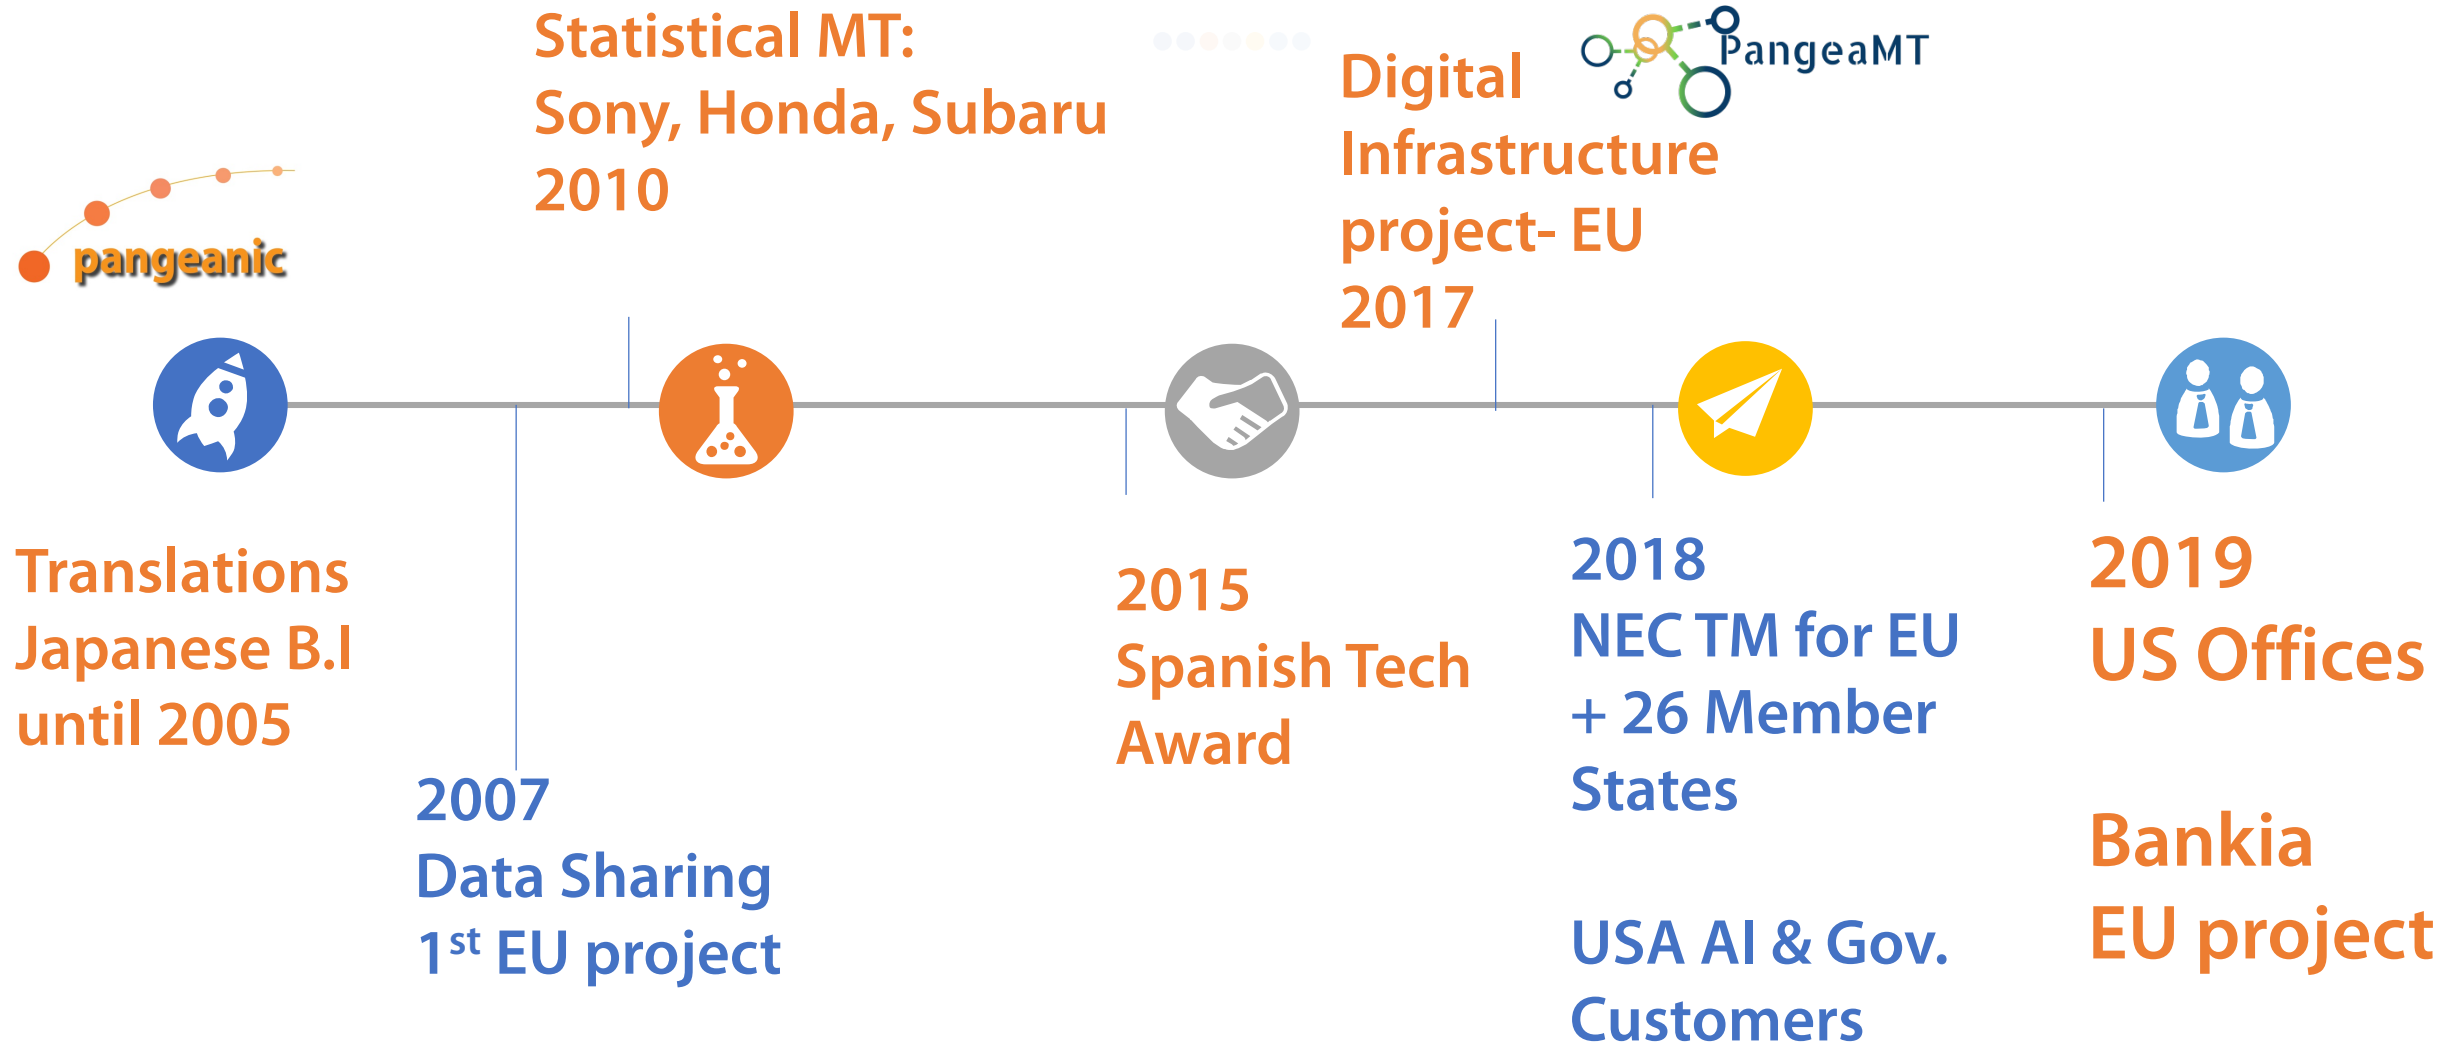 Statistical MT:
Sony, Honda, Subaru
2010
PangeaMT
Digital
Infrastructure
project- EU
2017
pangeanic
Translations
Japanese B.I
until 2005
2007
Data Sharing
1st EU project
2015
Spanish Tech
Award
2018
NEC TM for EU
+ 26 Member
States
USA AI & Gov.
Customers
2019
US Offices
Bankia
EU project